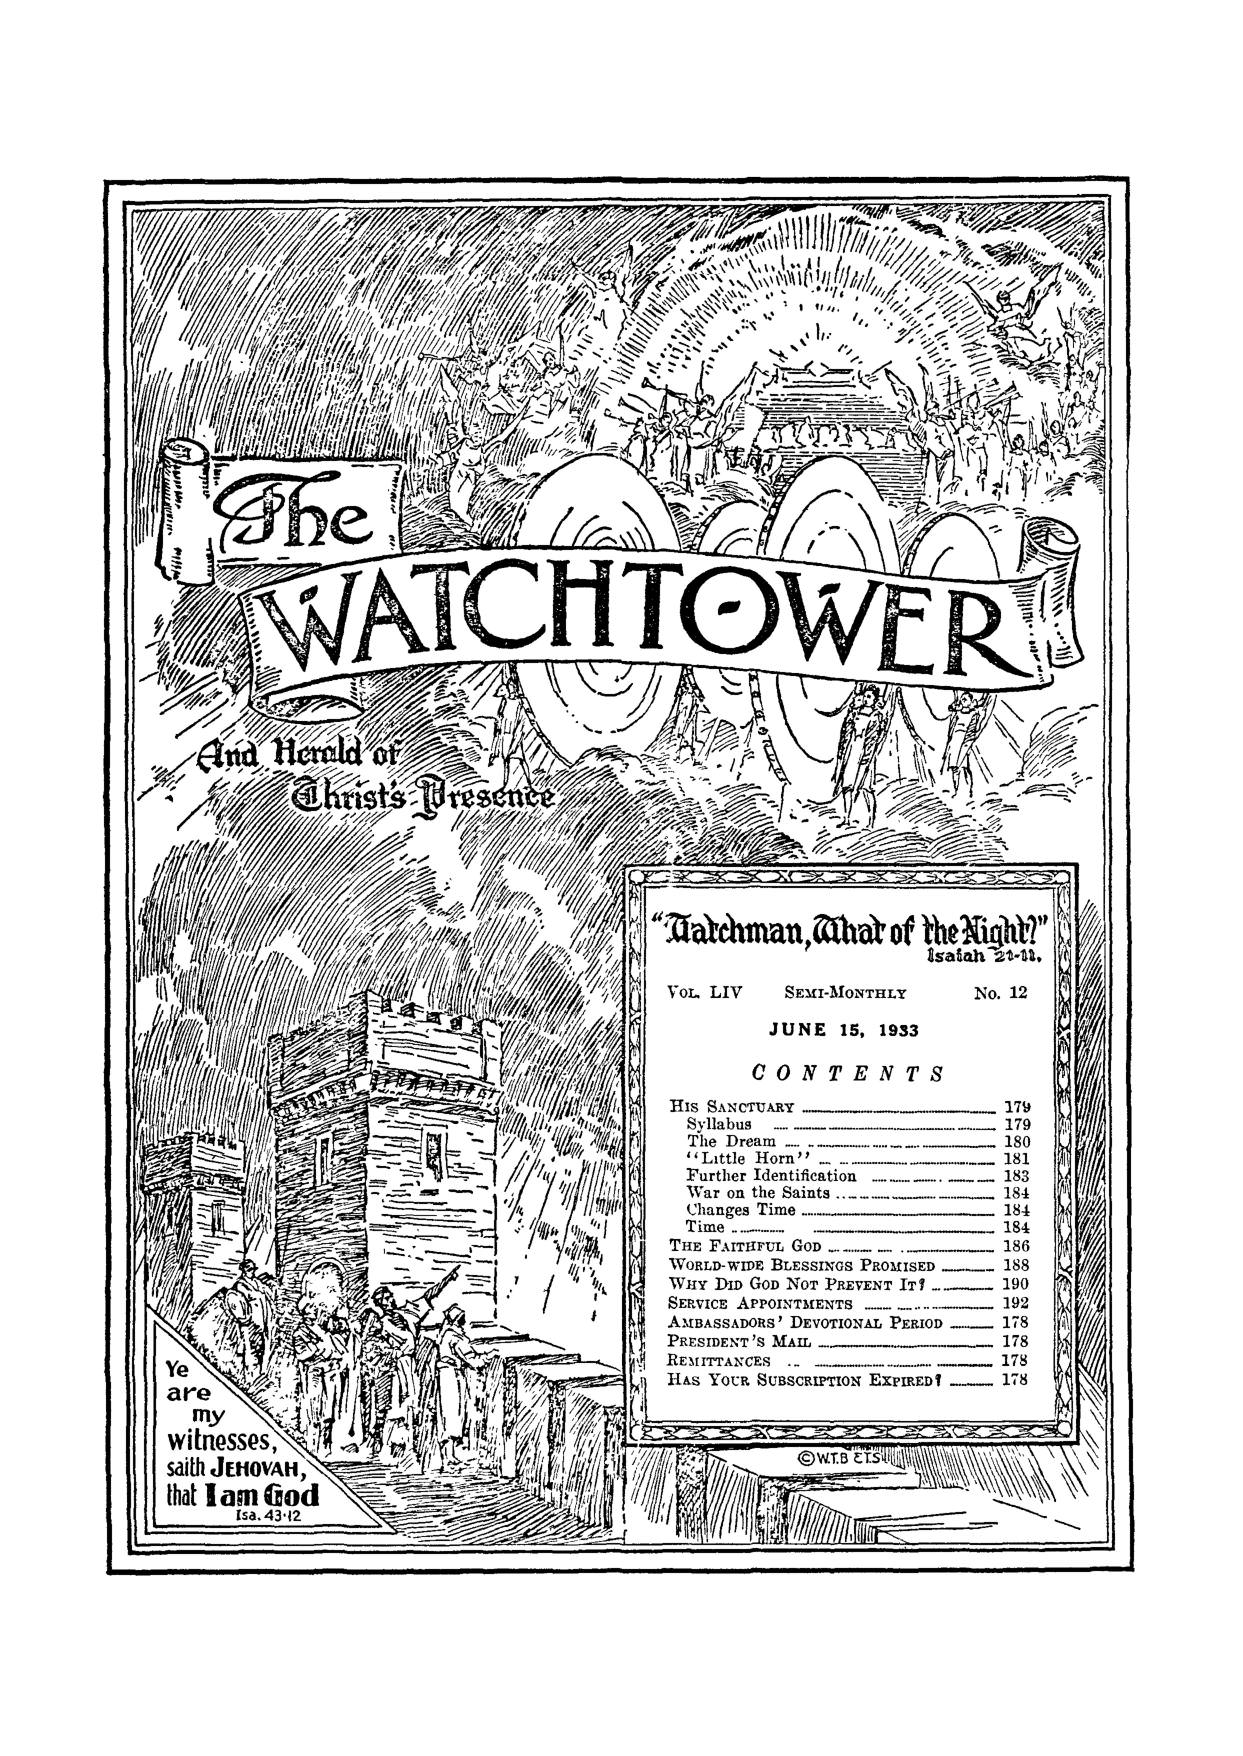 The
WATCHTOWER
And Herald of
Christ's Presence
"Watchman, What of the Night?"
Isaiah 21-11.
VOL. LIV SEMI-MONTHLY No. 12
JUNE 15, 1933
CONTENTS
HIS SANCTUARY 179
Syllabus 179
The Dream 180
"Little Horn" 181
Further Identification 183
War on the Saints 184
Changes Time 184
Time 184
THE FAITHFUL GOD 186
WORLD-WIDE BLESSINGS PROMISED 188
WHY DID GOD NOT PREVENT IT? 190
SERVICE APPOINTMENTS 192
AMBASSADORS' DEVOTIONAL PERIOD 178
PRESIDENT'S MAIL 178
REMITTANCES 178
HAS YOUR SUBSCRIPTION EXPIRED? 178
Ye
are
my
witnesses,
saith JEHOVAH,
that I am God
Isa. 43·12
©W.T.B & T.S.